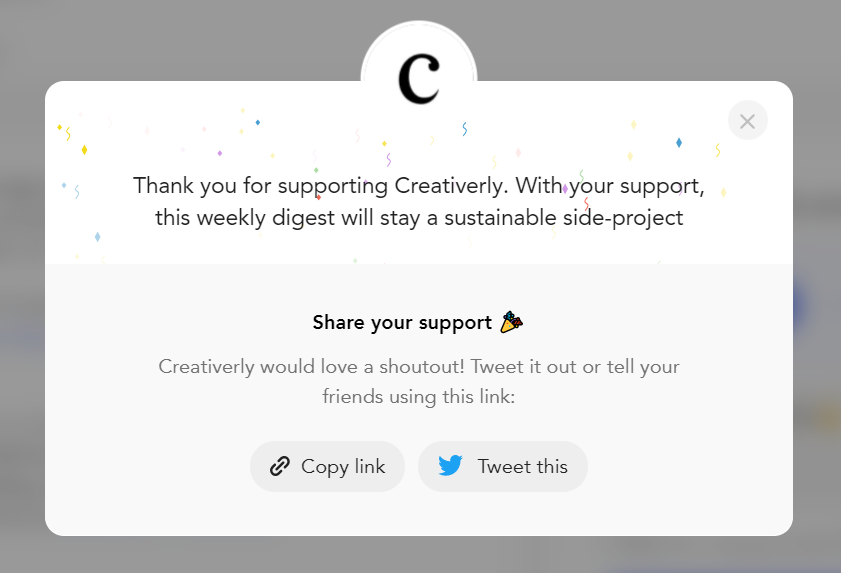 c
Thank you for supporting Creativerly. With your support,
this weekly digest will stay a sustainable side-project
Share your support 🎉
Creativerly would love a shoutout! Tweet it out or tell your
friends using this link:
Copy link
Tweet this